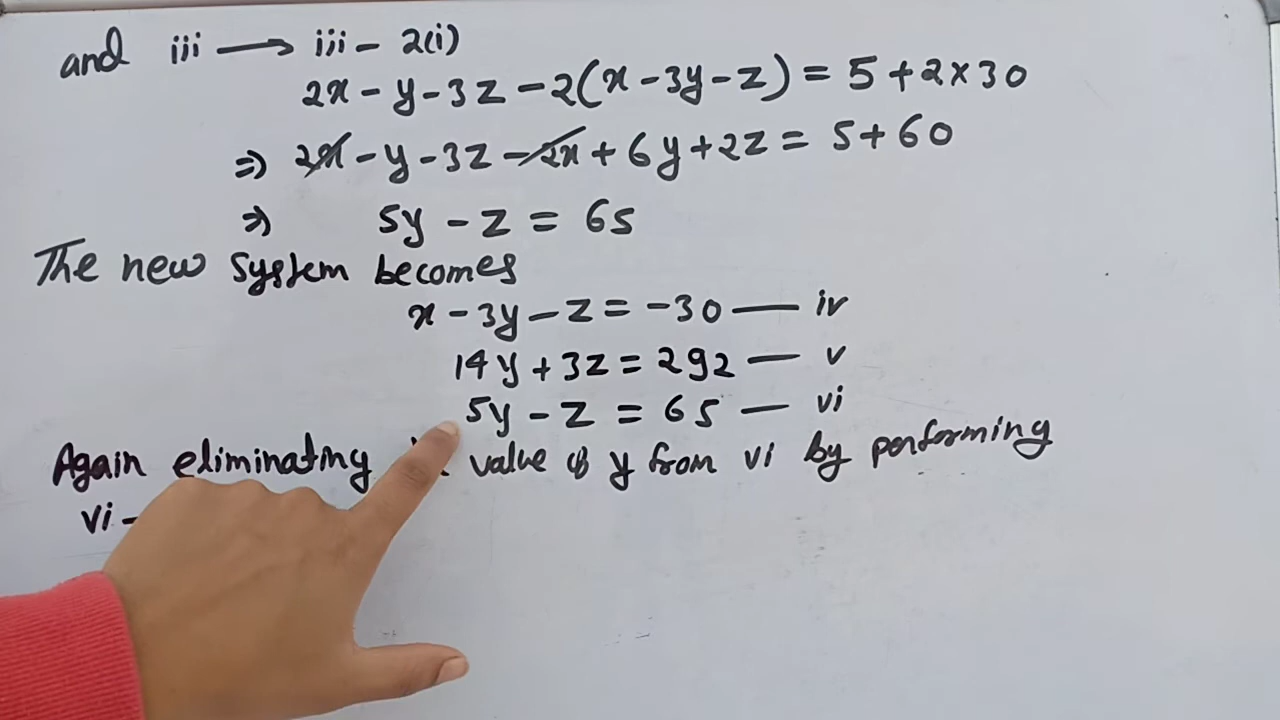 and iii → iii - 2(i)
2x - y - 3z - 2(x - 3y - z) = 5 + 2 × 30
⇒ 2x - y - 3z - 2x + 6y + 2z = 5 + 60
⇒ 5y - z = 65
The new system becomes
x - 3y - z = -30 — iv
14y + 3z = 292 — v
5y - z = 65 — vi
Again eliminating value of y from vi by performing
vi -